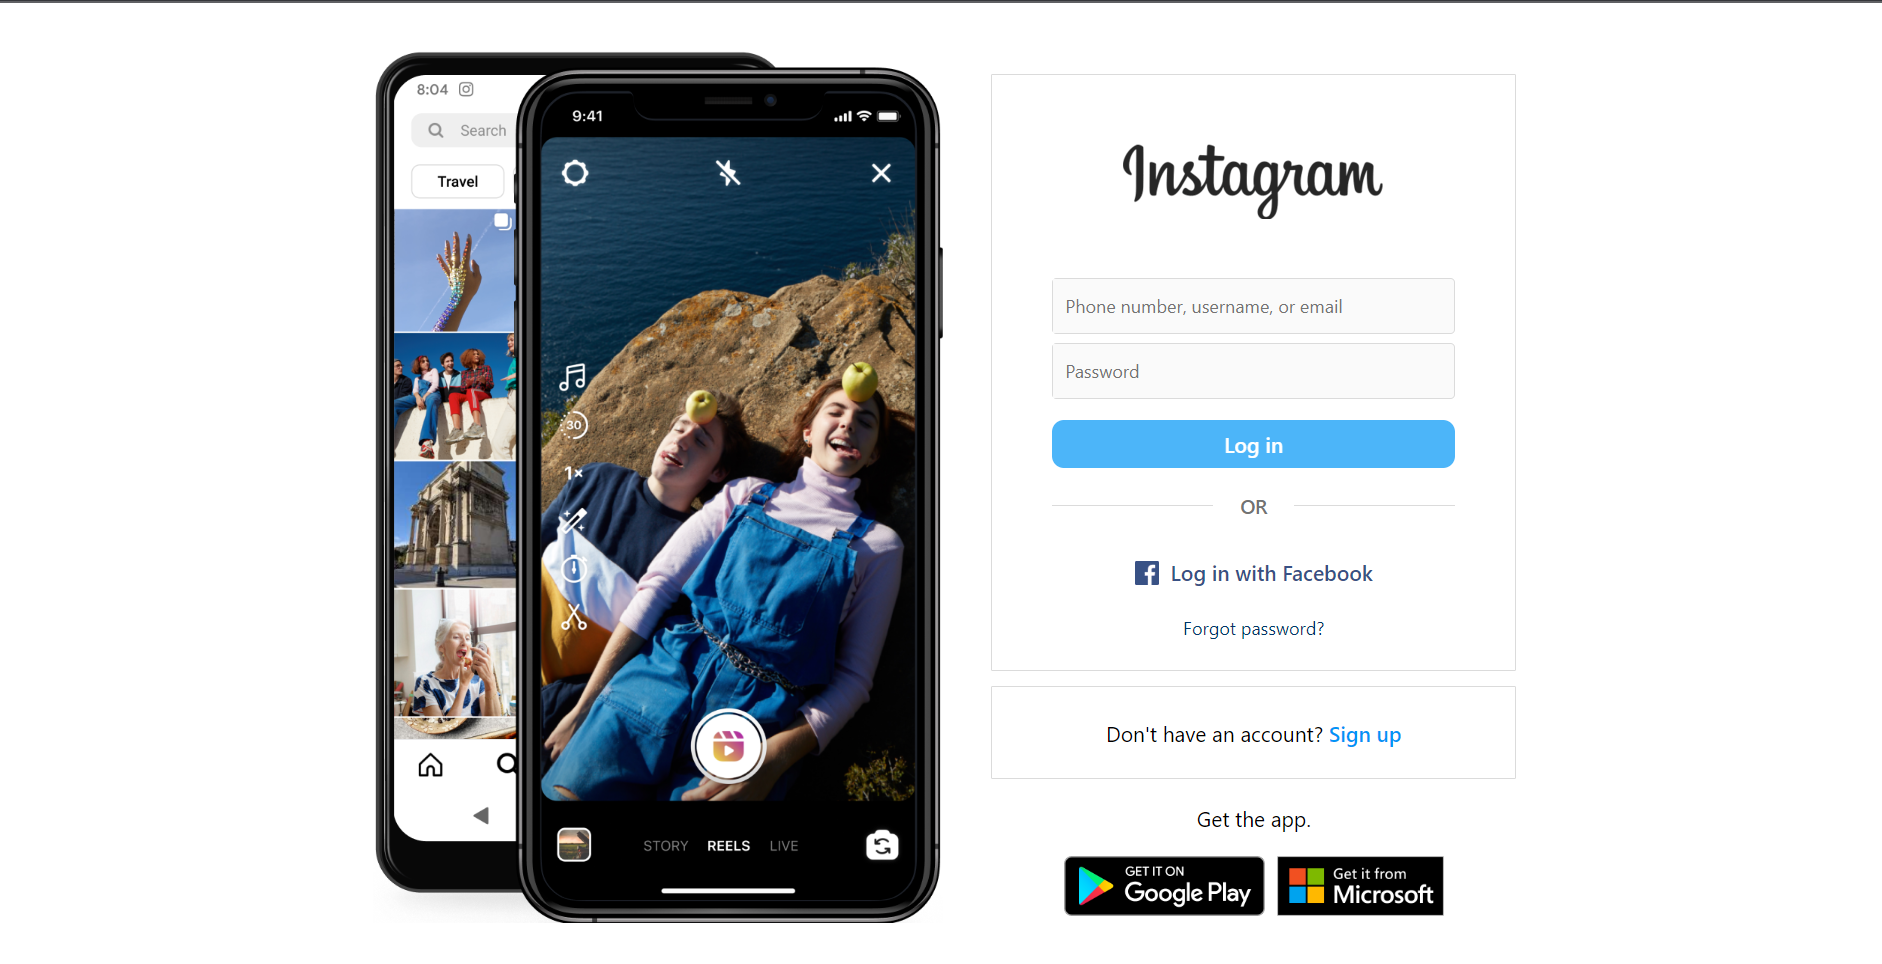 8:04
Search
Travel
9:41
30
1×
STORY REELS LIVE
Instagram
Phone number, username, or email
Password
Log in
OR
Log in with Facebook
Forgot password?
Don't have an account? Sign up
Get the app.
GET IT ON
Google Play
Get it from
Microsoft